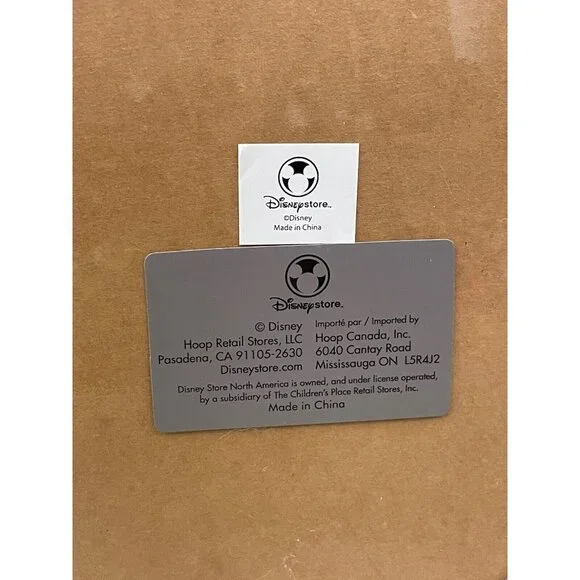 Disneystore™
©Disney
Made in China
Disneystore™
© Disney
Hoop Retail Stores, LLC
Pasadena, CA 91105-2630
Disneystore.com
Importé par / Imported by
Hoop Canada, Inc.
6040 Cantay Road
Mississauga ON L5R4J2
Disney Store North America is owned, and under license operated,
by a subsidiary of The Children's Place Retail Stores, Inc.
Made in China